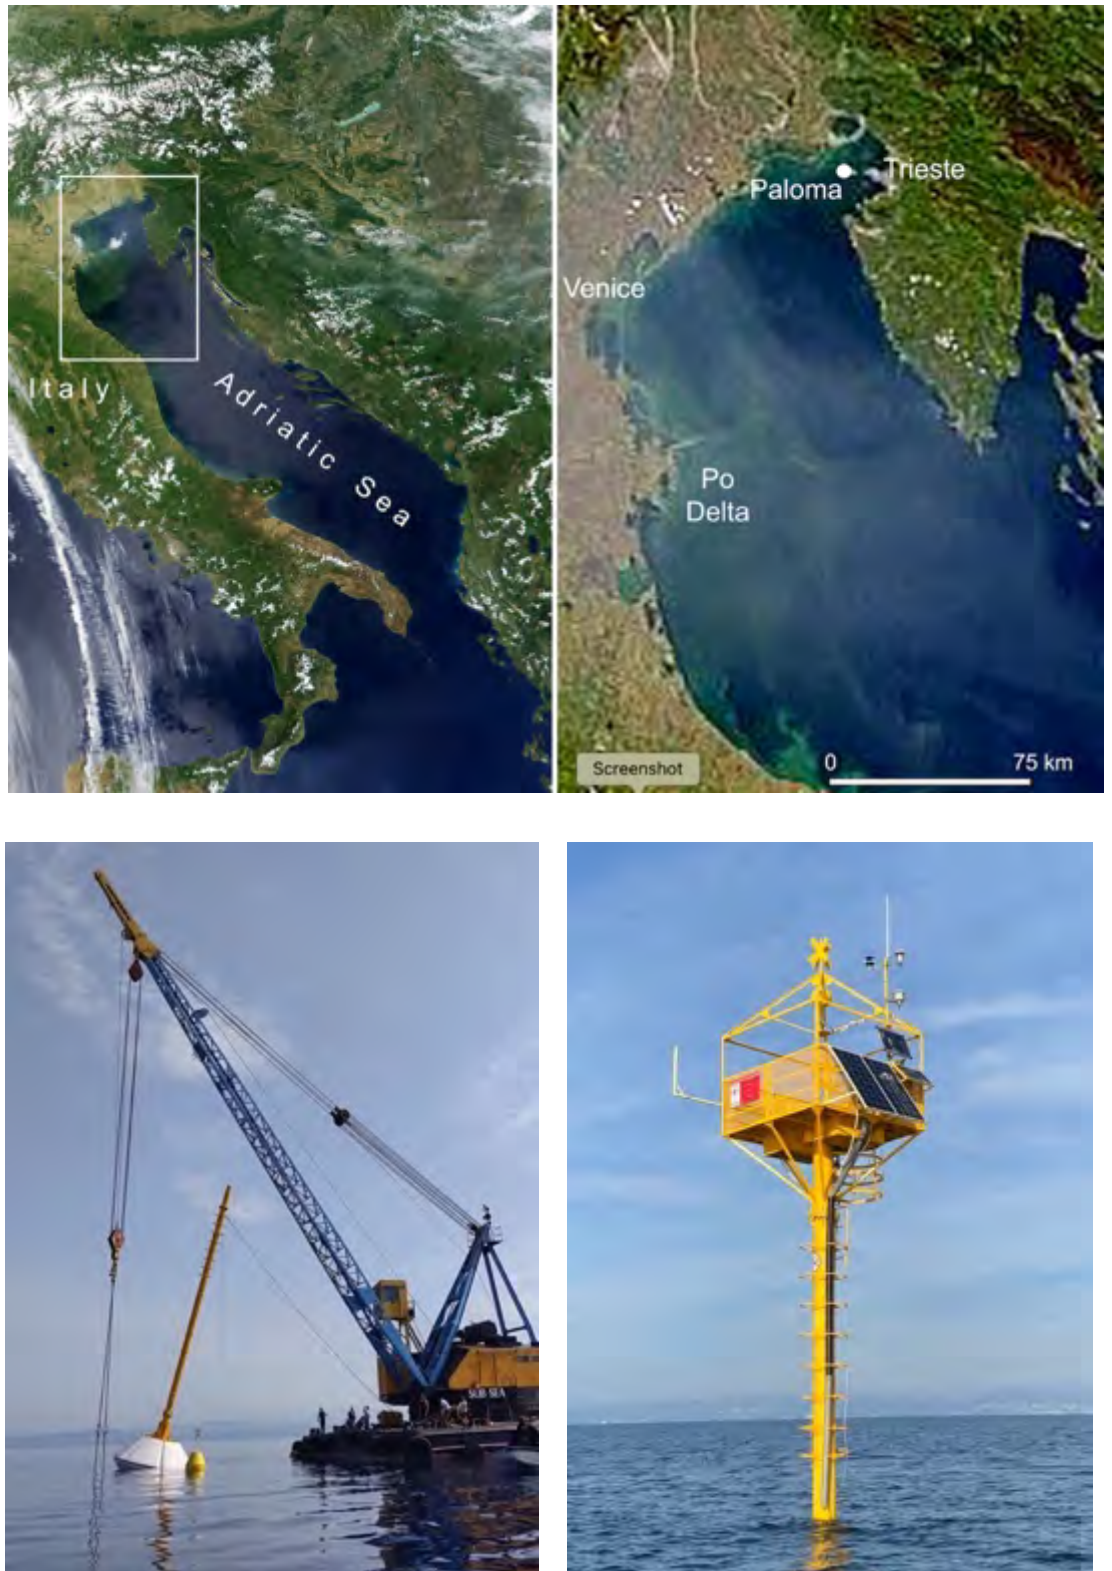 Italy
Adriatic Sea
Trieste
Paloma
Venice
Po
Delta
Screenshot
0 75 km
SUB SEA